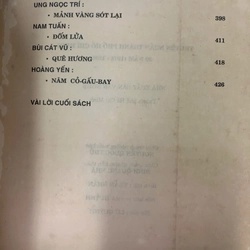 UNG NGỌC TRÍ :
• MẢNH VÀNG SÓT LẠI 398
NAM TUẤN :
• ĐỐM LỬA 411
BÙI CÁT VŨ :
• QUÊ HƯƠNG 418
HOÀNG YẾN :
• NẤM CỎ-GẤU-BAY 426
VÀI LỜI CUỐI SÁCH